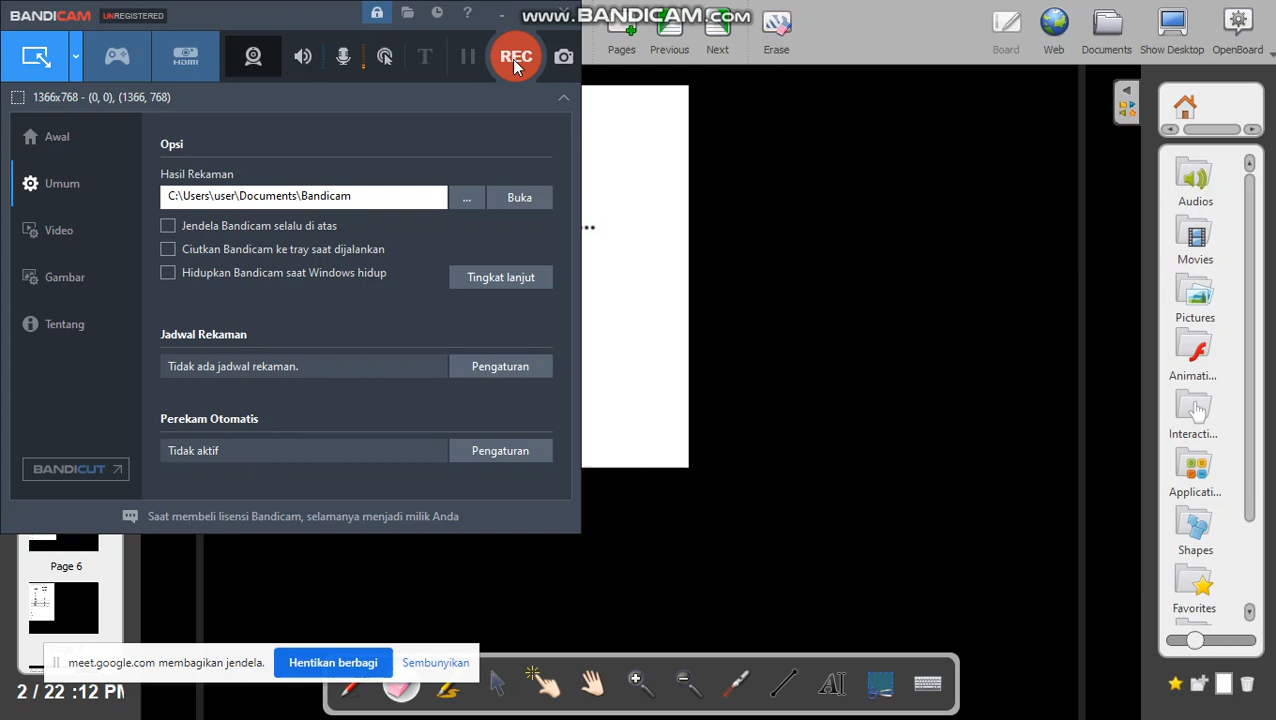 BANDICAM UNREGISTERED
www.BANDICAM.com
REC
1366x768 - (0, 0), (1366, 768)
Awal
Umum
Video
Gambar
Tentang
BANDICUT
Opsi
Hasil Rekaman
C:\Users\user\Documents\Bandicam
...
Buka
Jendela Bandicam selalu di atas
Ciutkan Bandicam ke tray saat dijalankan
Hidupkan Bandicam saat Windows hidup
Tingkat lanjut
Jadwal Rekaman
Tidak ada jadwal rekaman.
Pengaturan
Perekam Otomatis
Tidak aktif
Pengaturan
Saat membeli lisensi Bandicam, selamanya menjadi milik Anda
Pages
Previous
Next
Erase
Board
Web
Documents
Show Desktop
OpenBoard
Audios
Movies
Pictures
Animati...
Interacti...
Applicati...
Shapes
Favorites
Page 6
meet.google.com membagikan jendela.
Hentikan berbagi
Sembunyikan
2 / 22 :12 PM